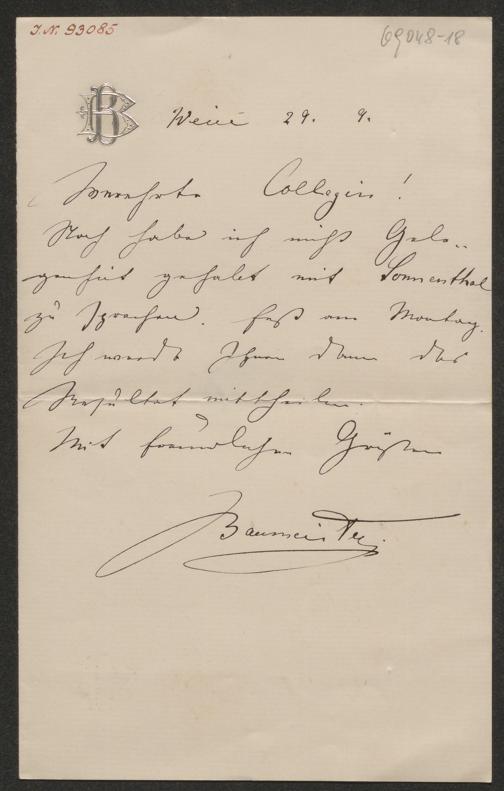 I.N. 93085
69048-18
BB
Wien 29. 9.
Verehrte Collegin!
Noch habe ich nicht Gele-
genheit gehabt mit Sonnenthal
zu sprechen. Erst am Montag.
Ich werde Ihnen dann das
Resultat mittheilen.
Mit freundlichen Grüßen
Baumeister.